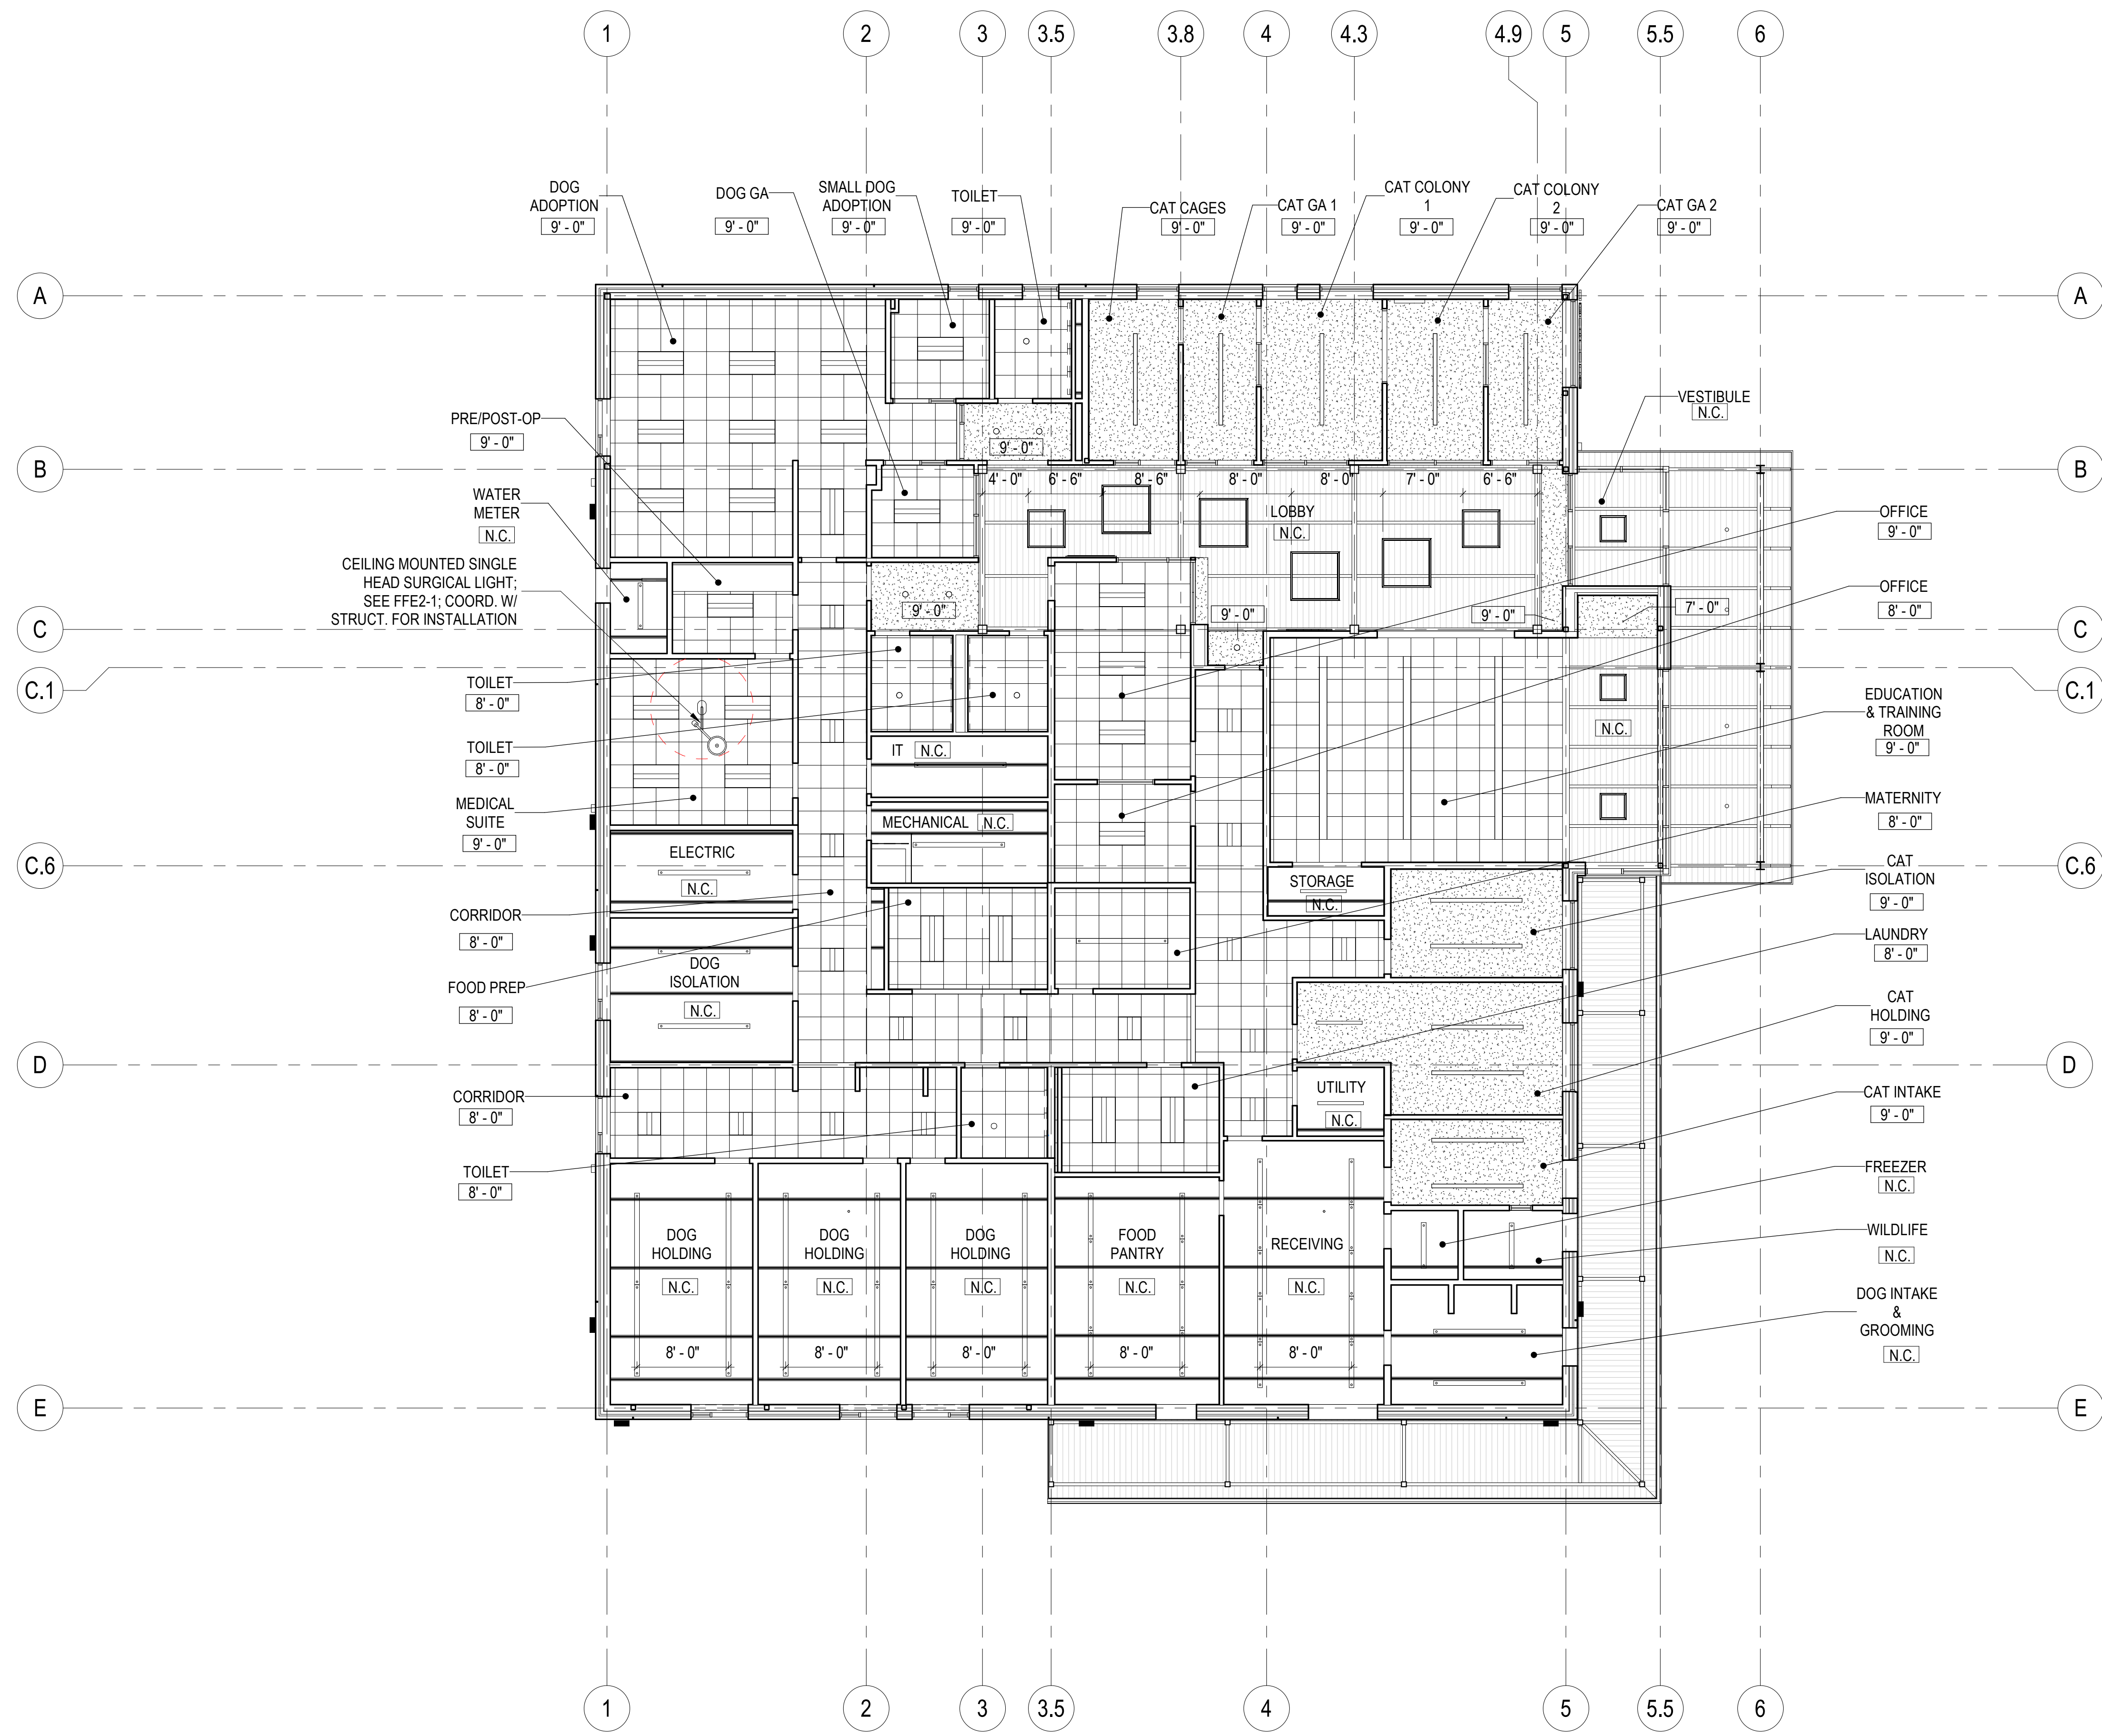 1
2
3
3.5
3.8
4
4.3
4.9
5
5.5
6
DOG
ADOPTION
9' - 0"
DOG GA
9' - 0"
SMALL DOG
ADOPTION
9' - 0"
TOILET
9' - 0"
CAT CAGES
9' - 0"
CAT GA 1
9' - 0"
CAT COLONY
1
9' - 0"
CAT COLONY
2
9' - 0"
CAT GA 2
9' - 0"
A
A
VESTIBULE
N.C.
PRE/POST-OP
9' - 0"
9' - 0"
B
B
4' - 0"
6' - 6"
8' - 6"
8' - 0"
8' - 0"
7' - 0"
6' - 6"
WATER
METER
N.C.
LOBBY
N.C.
OFFICE
9' - 0"
CEILING MOUNTED SINGLE
HEAD SURGICAL LIGHT;
SEE FFE2-1; COORD. W/
STRUCT. FOR INSTALLATION
OFFICE
8' - 0"
9' - 0"
9' - 0"
9' - 0"
7' - 0"
C
C
C.1
C.1
TOILET
8' - 0"
EDUCATION
& TRAINING
ROOM
9' - 0"
N.C.
TOILET
8' - 0"
IT
N.C.
MEDICAL
SUITE
9' - 0"
MECHANICAL
N.C.
MATERNITY
8' - 0"
C.6
C.6
ELECTRIC
N.C.
STORAGE
N.C.
CAT
ISOLATION
9' - 0"
CORRIDOR
8' - 0"
LAUNDRY
8' - 0"
DOG
ISOLATION
N.C.
FOOD PREP
8' - 0"
CAT
HOLDING
9' - 0"
D
D
CORRIDOR
8' - 0"
UTILITY
N.C.
CAT INTAKE
9' - 0"
TOILET
8' - 0"
FREEZER
N.C.
DOG
HOLDING
N.C.
8' - 0"
DOG
HOLDING
N.C.
8' - 0"
DOG
HOLDING
N.C.
8' - 0"
FOOD
PANTRY
N.C.
8' - 0"
RECEIVING
N.C.
8' - 0"
WILDLIFE
N.C.
DOG INTAKE
&
GROOMING
N.C.
E
E
1
2
3
3.5
4
5
5.5
6